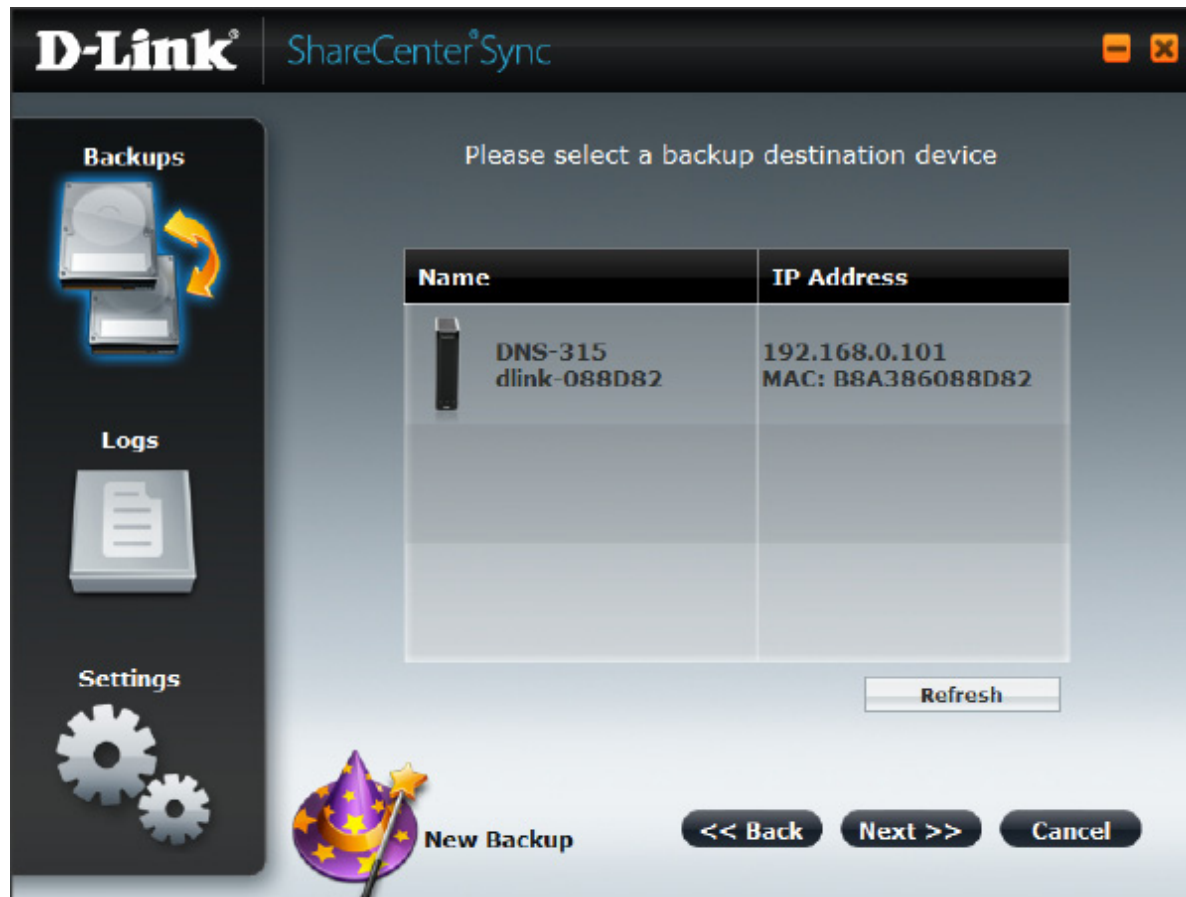 D-Link® ShareCenter®Sync
Backups
Please select a backup destination device
Name IP Address
DNS-315 192.168.0.101
dlink-088D82 MAC: B8A386088D82
Logs
Settings
Refresh
New Backup << Back Next >> Cancel